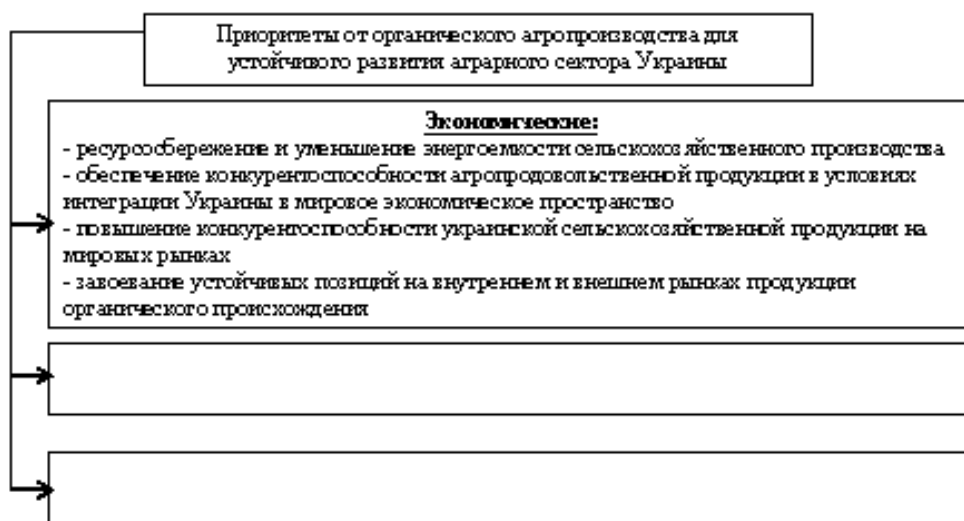 Приоритеты от органического агропроизводства для
устойчивого развития аграрного сектора Украины
Экономические:
- ресурсосбережение и уменьшение энергоемкости сельскохозяйственного производства
- обеспечение конкурентоспособности агропродовольственной продукции в условиях
интеграции Украины в мировое экономическое пространство
- повышение конкурентоспособности украинской сельскохозяйственной продукции на
мировых рынках
- завоевание устойчивых позиций на внутреннем и внешнем рынках продукции
органического происхождения